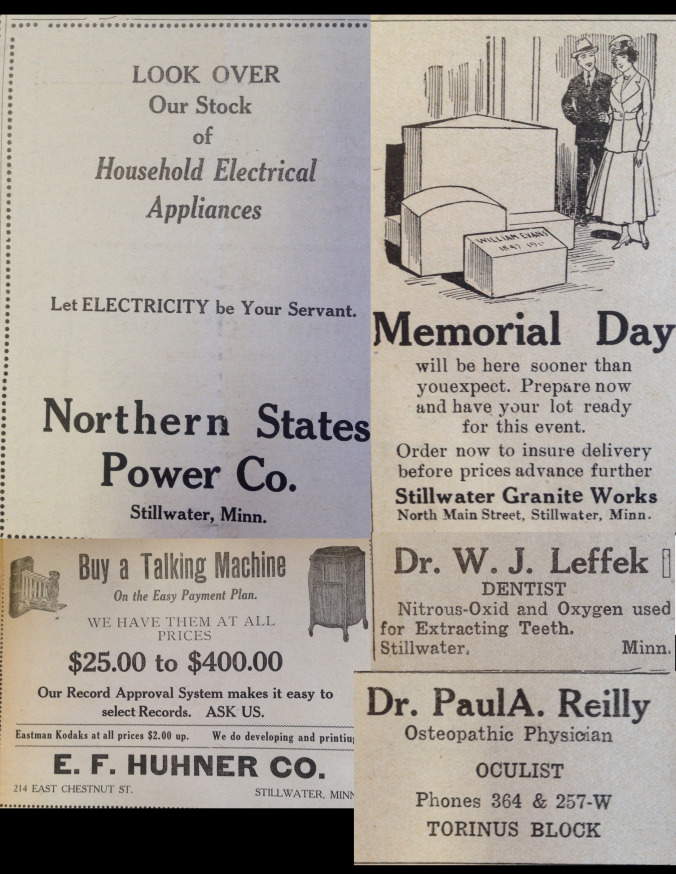 LOOK OVER
Our Stock
of
Household Electrical
Appliances
Let ELECTRICITY be Your Servant.
Northern States
Power Co.
Stillwater, Minn.
WILLIAM EVANS
Memorial Day
will be here sooner than
youexpect. Prepare now
and have your lot ready
for this event.
Order now to insure delivery
before prices advance further
Stillwater Granite Works
North Main Street, Stillwater, Minn.
Buy a Talking Machine
On the Easy Payment Plan.
WE HAVE THEM AT ALL
PRICES
$25.00 to $400.00
Our Record Approval System makes it easy to
select Records. ASK US.
Eastman Kodaks at all prices $2.00 up. We do developing and
E. F. HUHNER CO.
214 EAST CHESTNUT ST. STILLWATER,
Dr. W. J. Leffek
DENTIST
Nitrous-Oxid and Oxygen used
for Extracting Teeth.
Stillwater, Minn.
Dr. PaulA. Reilly
Osteopathic Physician
OCULIST
Phones 364 & 257-W
TORINUS BLOCK